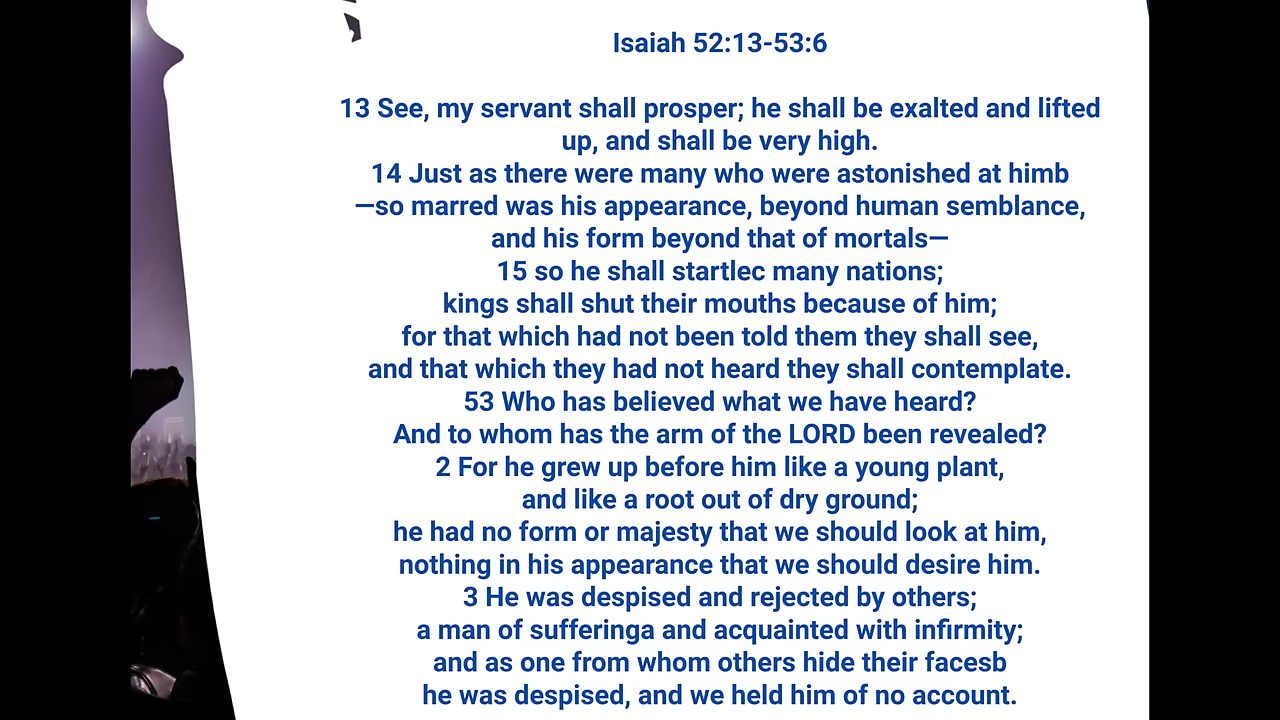 Isaiah 52:13-53:6
13 See, my servant shall prosper; he shall be exalted and lifted
up, and shall be very high.
14 Just as there were many who were astonished at himb
—so marred was his appearance, beyond human semblance,
and his form beyond that of mortals—
15 so he shall startlec many nations;
kings shall shut their mouths because of him;
for that which had not been told them they shall see,
and that which they had not heard they shall contemplate.
53 Who has believed what we have heard?
And to whom has the arm of the LORD been revealed?
2 For he grew up before him like a young plant,
and like a root out of dry ground;
he had no form or majesty that we should look at him,
nothing in his appearance that we should desire him.
3 He was despised and rejected by others;
a man of sufferinga and acquainted with infirmity;
and as one from whom others hide their facesb
he was despised, and we held him of no account.